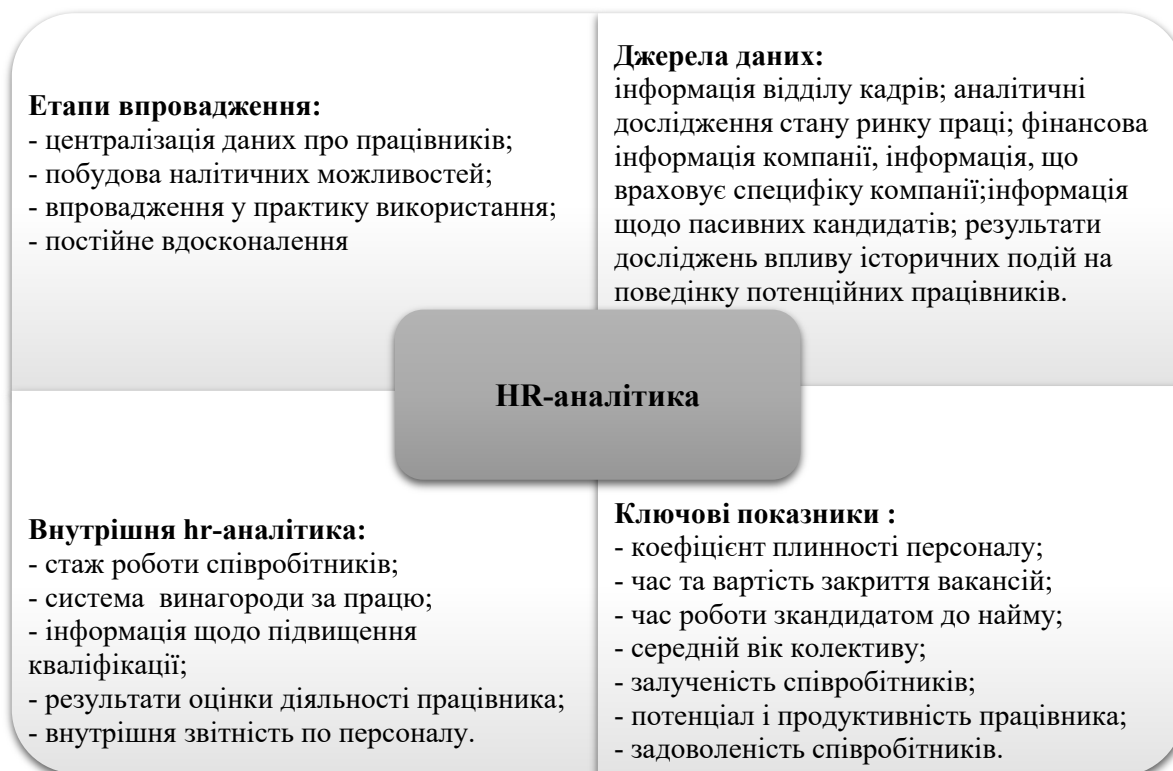 Етапи впровадження:
- централізація даних про працівників;
- побудова налітичних можливостей;
- впровадження у практику використання;
- постійне вдосконалення
Джерела даних:
інформація відділу кадрів; аналітичні
дослідження стану ринку праці; фінансова
інформація компанії, інформація, що
враховує специфіку компанії;інформація
щодо пасивних кандидатів; результати
досліджень впливу історичних подій на
поведінку потенційних працівників.
HR-аналітика
Внутрішня hr-аналітика:
- стаж роботи співробітників;
- система винагороди за працю;
- інформація щодо підвищення
кваліфікації;
- результати оцінки діяльності працівника;
- внутрішня звітність по персоналу.
Ключові показники :
- коефіцієнт плинності персоналу;
- час та вартість закриття вакансій;
- час роботи зкандидатом до найму;
- середній вік колективу;
- залученість співробітників;
- потенціал і продуктивність працівника;
- задоволеність співробітників.